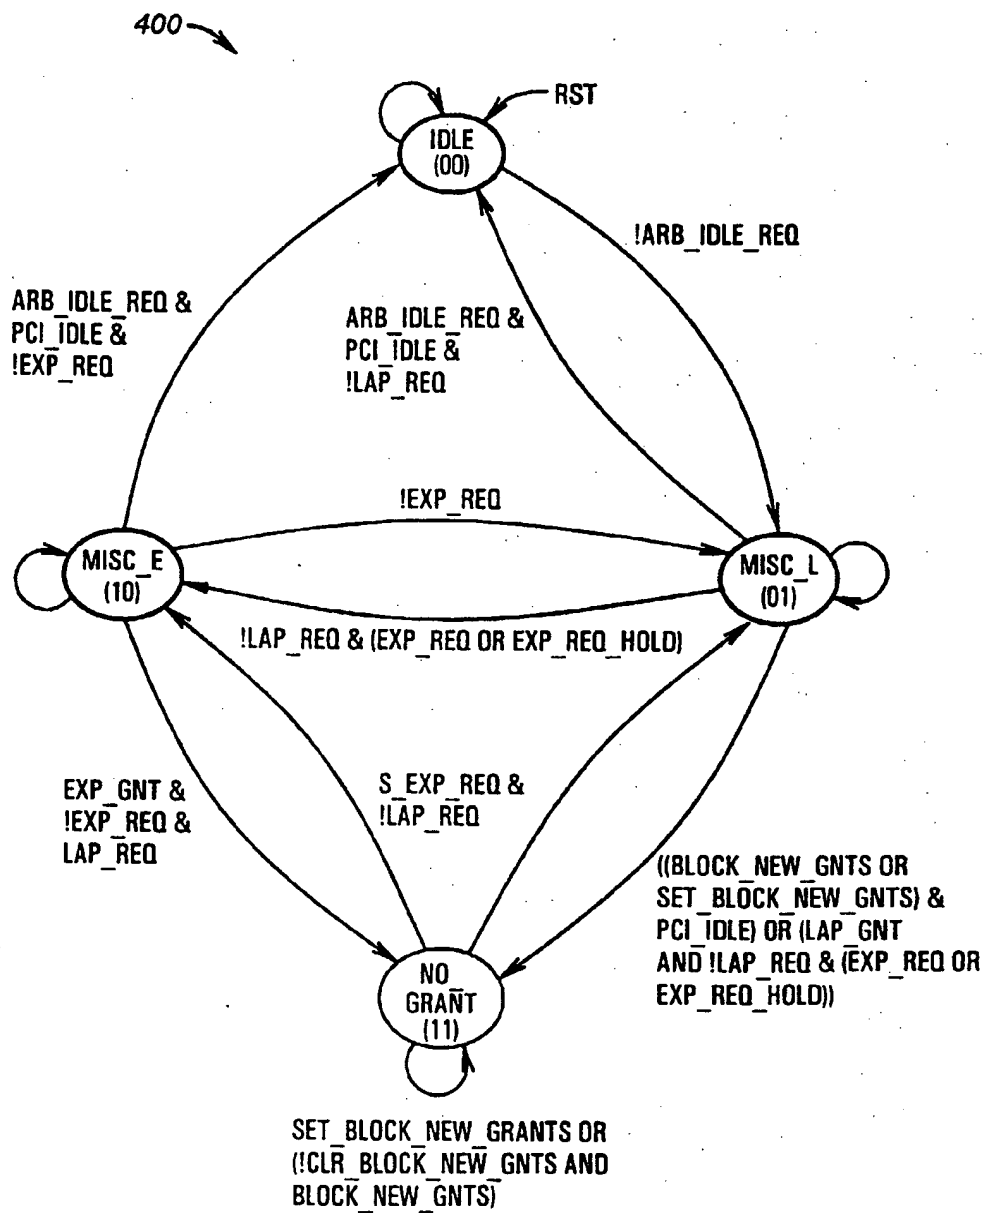 400
RST
IDLE
(00)
!ARB_IDLE_REQ
ARB_IDLE_REQ &
PCI_IDLE &
!EXP_REQ
ARB_IDLE_REQ &
PCI_IDLE &
!LAP_REQ
!EXP_REQ
MISC_E
(10)
MISC_L
(01)
!LAP_REQ & (EXP_REQ OR EXP_REQ_HOLD)
EXP_GNT &
!EXP_REQ &
LAP_REQ
S_EXP_REQ &
!LAP_REQ
((BLOCK_NEW_GNTS OR
SET_BLOCK_NEW_GNTS) &
PCI_IDLE) OR (LAP_GNT
AND !LAP_REQ & (EXP_REQ OR
EXP_REQ_HOLD))
NO_
GRANT
(11)
SET_BLOCK_NEW_GRANTS OR
(!CLR_BLOCK_NEW_GNTS AND
BLOCK_NEW_GNTS)